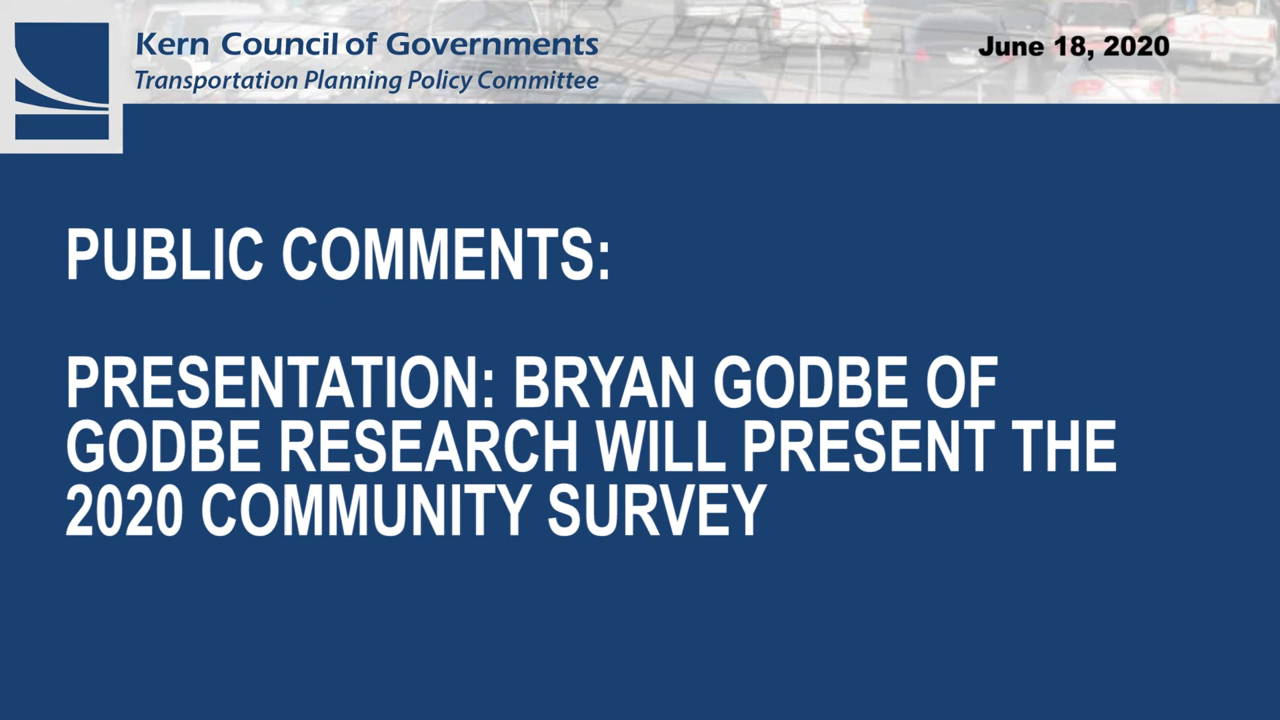 Kern Council of Governments
Transportation Planning Policy Committee
June 18, 2020
PUBLIC COMMENTS:
PRESENTATION: BRYAN GODBE OF
GODBE RESEARCH WILL PRESENT THE
2020 COMMUNITY SURVEY